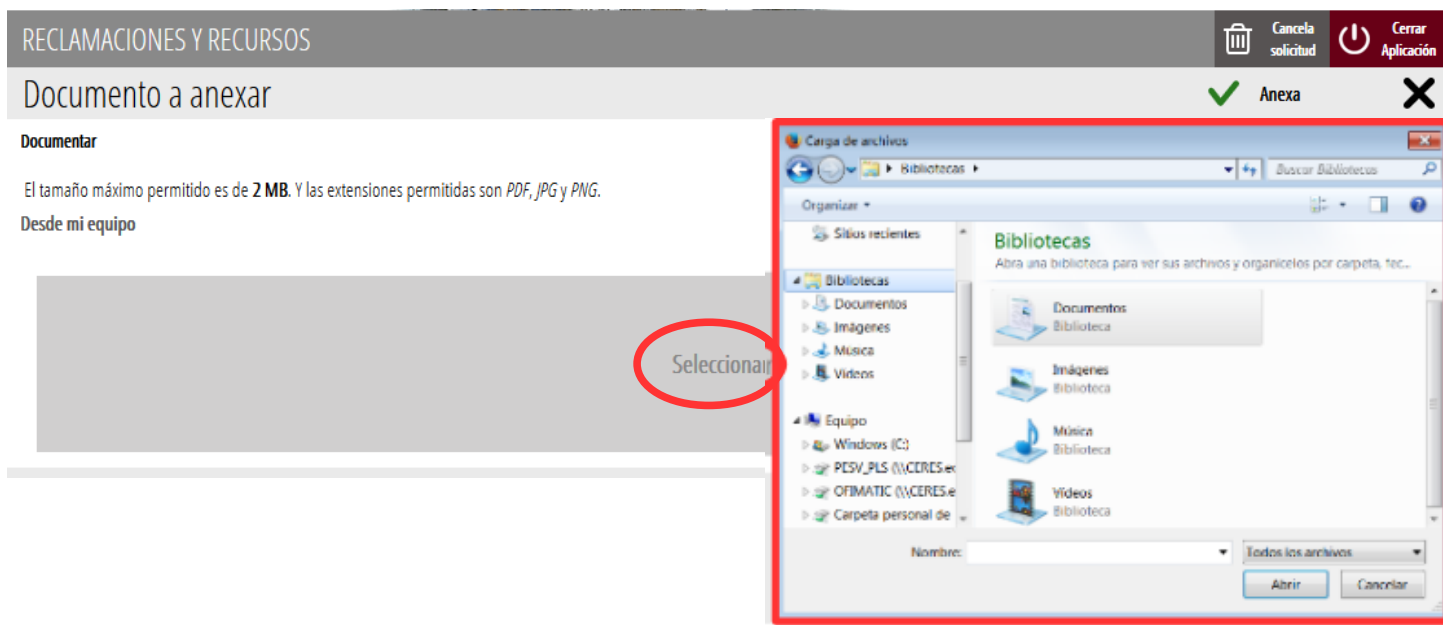 RECLAMACIONES Y RECURSOS
Cancela
solicitud
Cerrar
Aplicación
Documento a anexar
Anexa
Documentar
El tamaño máximo permitido es de 2 MB. Y las extensiones permitidas son PDF, JPG y PNG.
Desde mi equipo
Seleccionar
Carga de archivos
Bibliotecas
Buscar Bibliotecas
Organizar
Sitios recientes
Bibliotecas
Documentos
Imágenes
Música
Vídeos
Equipo
Windows (C:)
PESV_PLS (\\CERES.ec
OFIMATIC (\\CERES.e
Carpeta personal de
Bibliotecas
Abra una biblioteca para ver sus archivos y organícelos por carpeta, fec...
Documentos
Biblioteca
Imágenes
Biblioteca
Música
Biblioteca
Vídeos
Biblioteca
Nombre:
Todos los archivos
Abrir
Cancelar